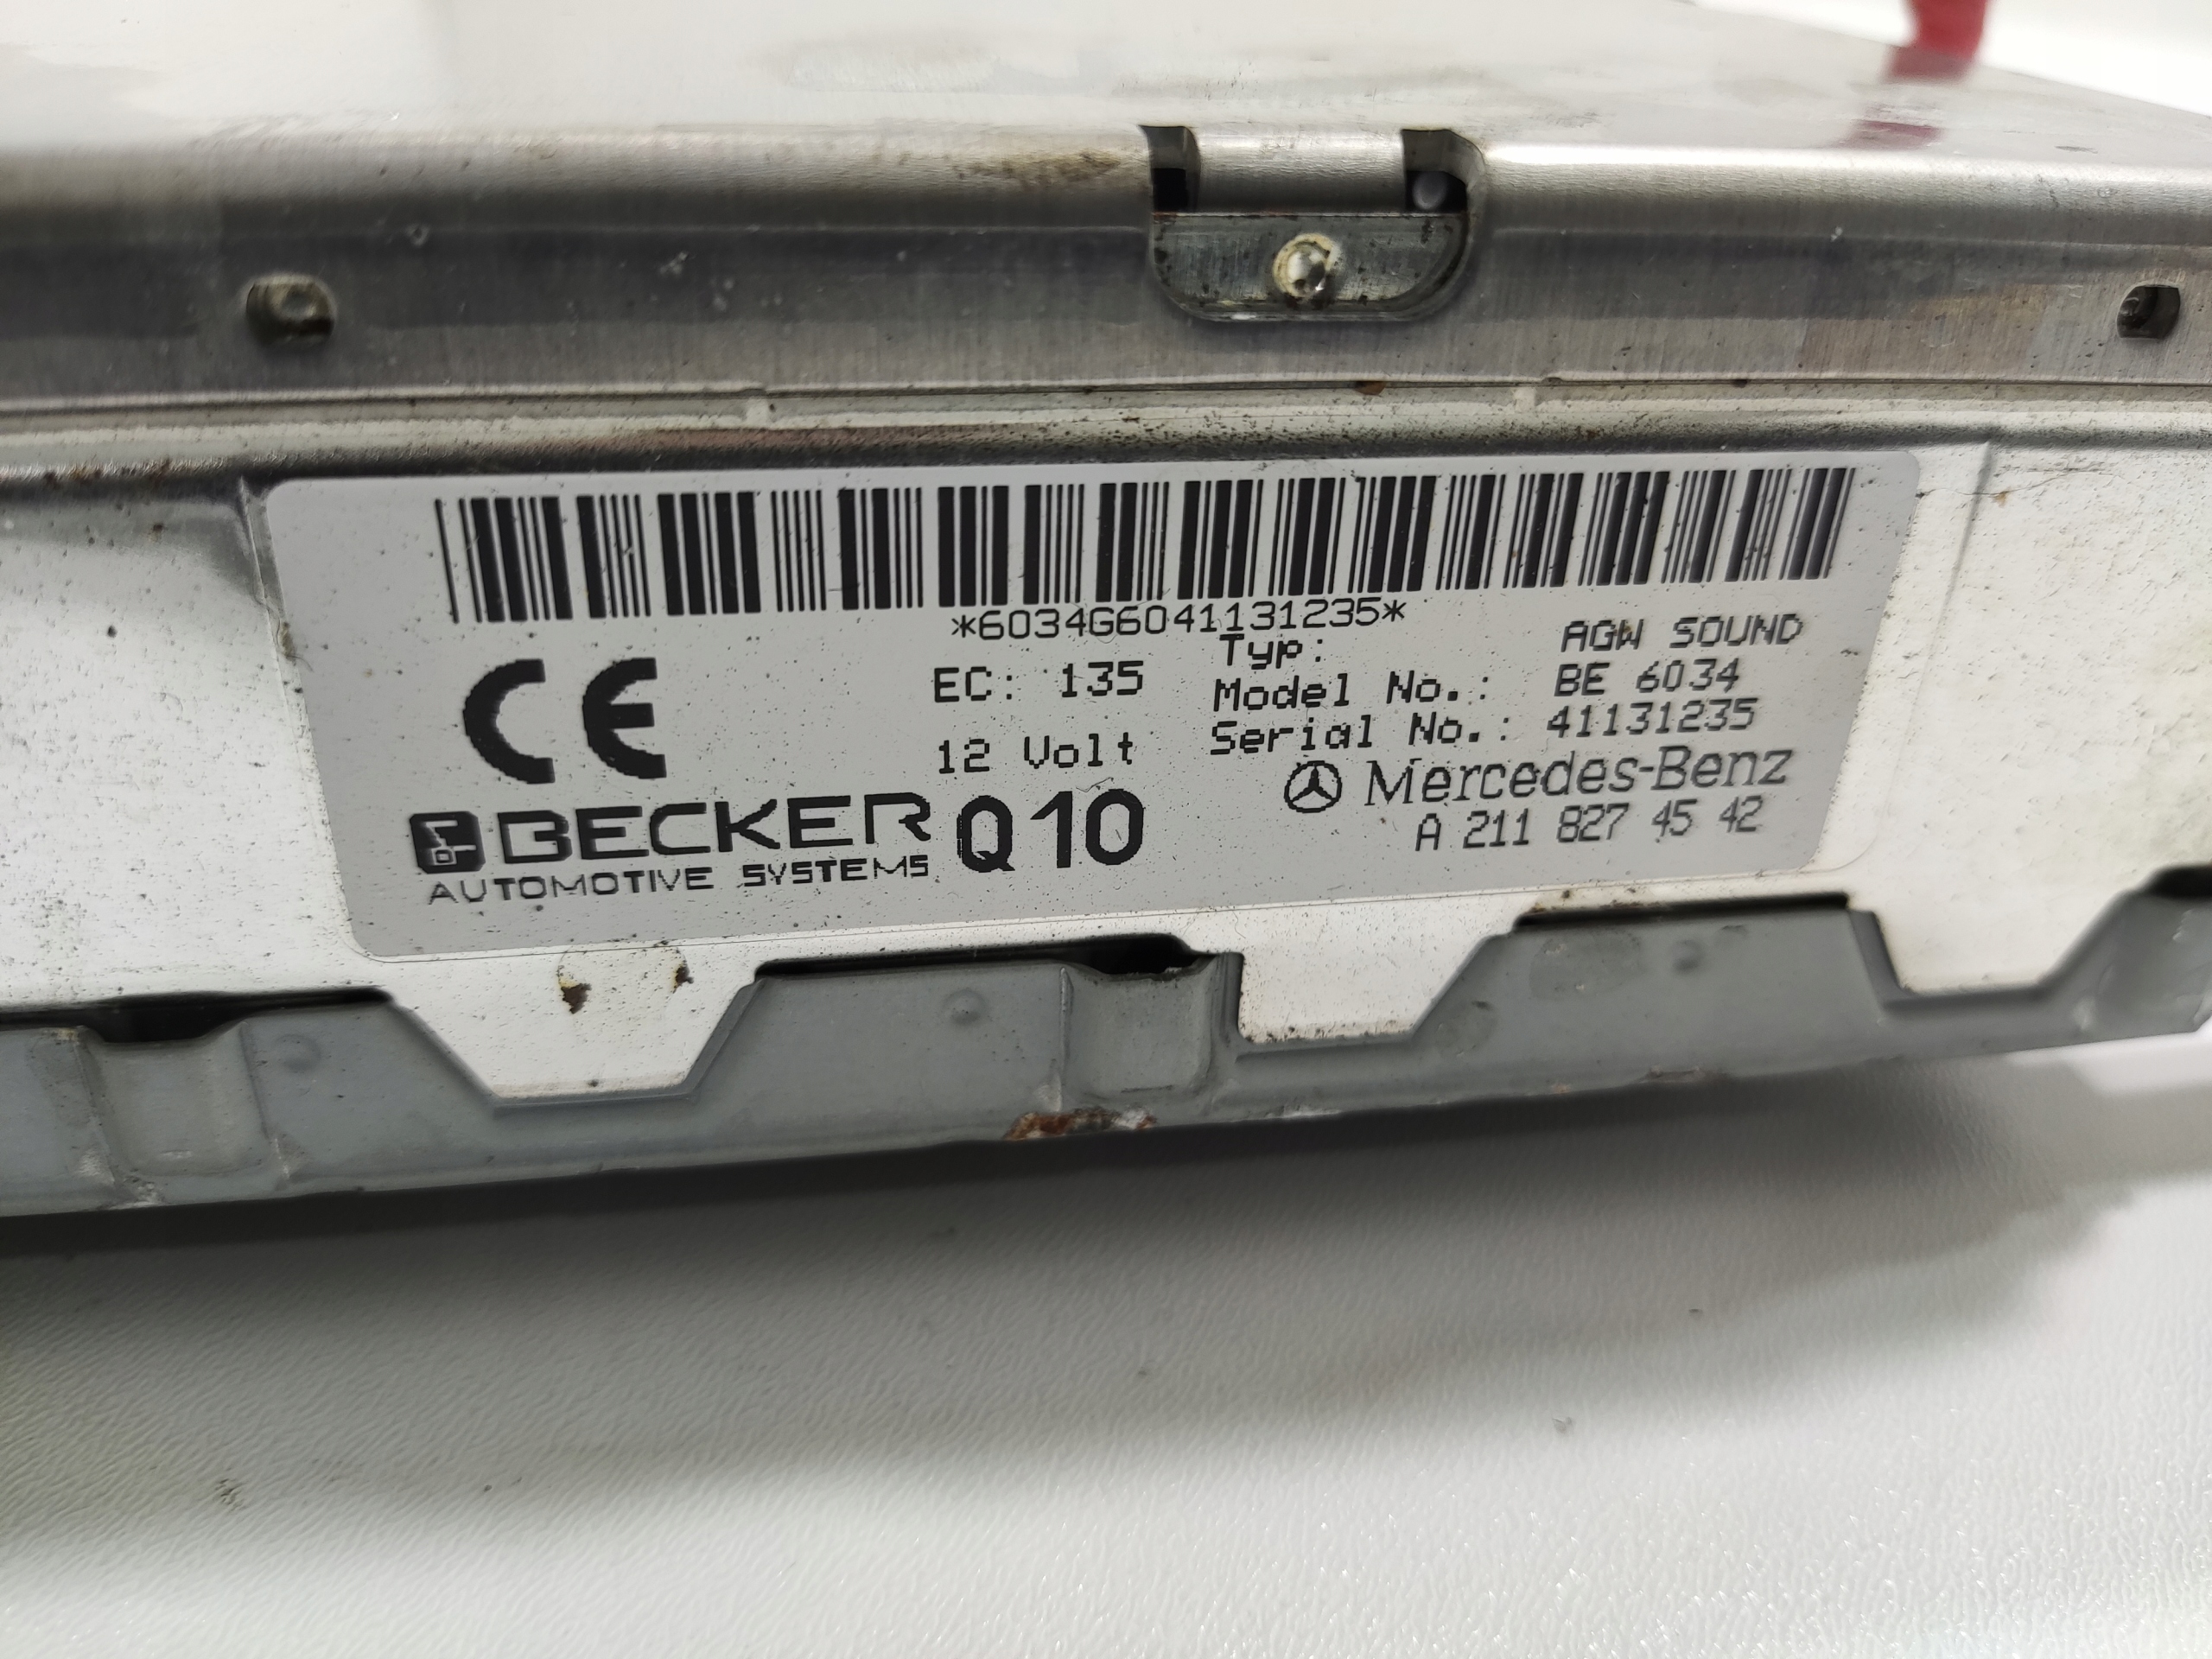 *6034G6041131235*
EC: 135
12 Volt
Typ: AGW SOUND
Model No.: BE 6034
Serial No.: 41131235
Mercedes-Benz
A 211 827 45 42
CE
BECKER
AUTOMOTIVE SYSTEMS
Q10